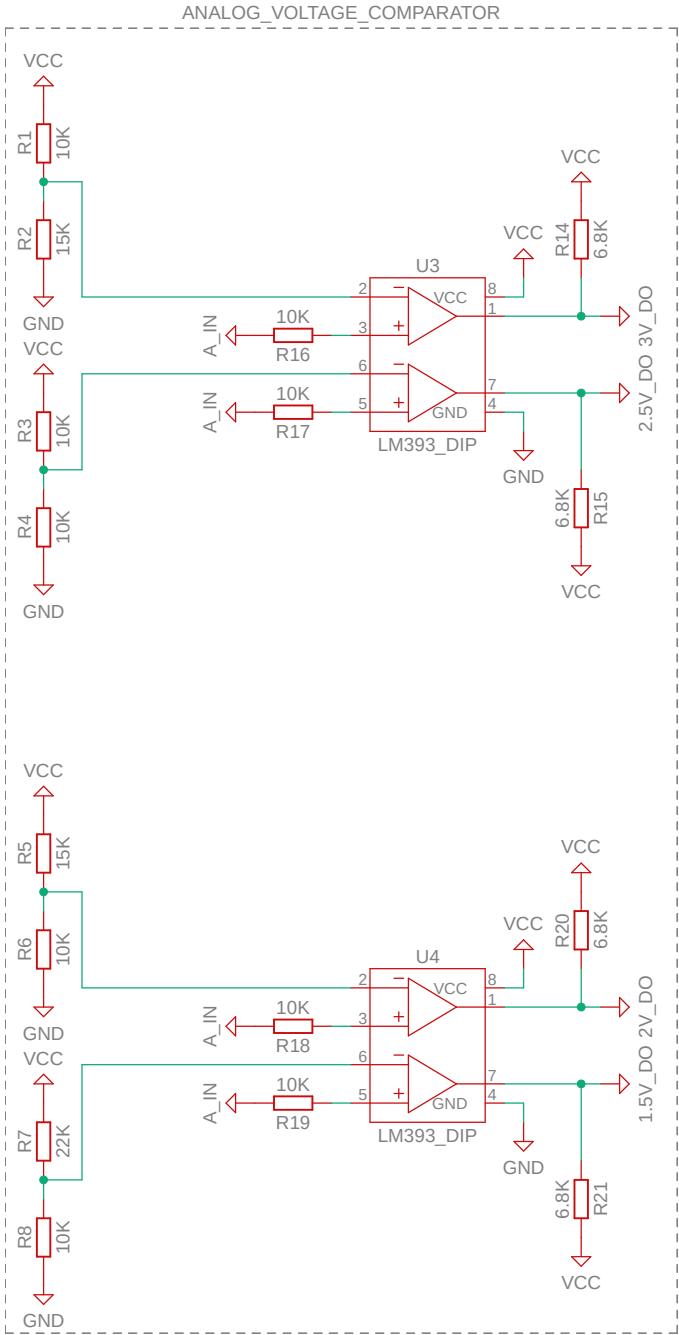 ANALOG_VOLTAGE_COMPARATOR
VCC
R1
10K
R2
15K
GND
VCC
R3
10K
R4
10K
GND
A_IN
10K
R16
A_IN
10K
R17
U3
2
3
6
5
VCC
GND
8
1
7
4
LM393_DIP
VCC
GND
VCC
R14
6.8K
3V_DO
2.5V_DO
6.8K
R15
VCC
VCC
R5
15K
R6
10K
GND
VCC
R7
22K
R8
10K
GND
A_IN
10K
R18
A_IN
10K
R19
U4
2
3
6
5
VCC
GND
8
1
7
4
LM393_DIP
VCC
GND
VCC
R20
6.8K
2V_DO
1.5V_DO
6.8K
R21
VCC